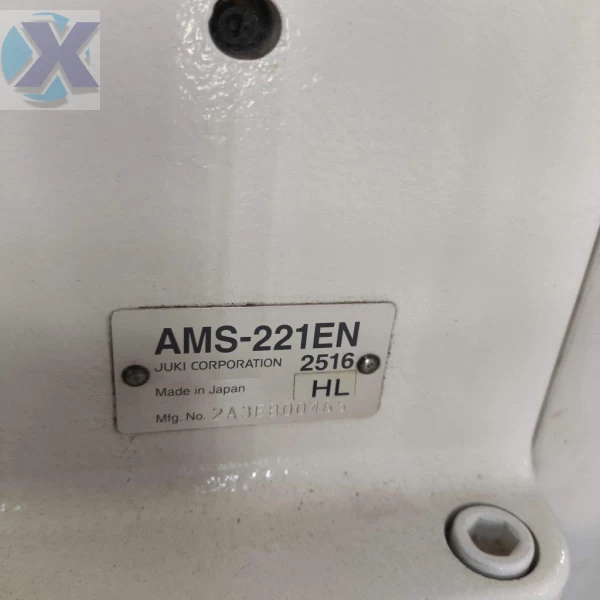 X
AMS-221EN
JUKI CORPORATION 2516
Made in Japan HL
Mfg. No.